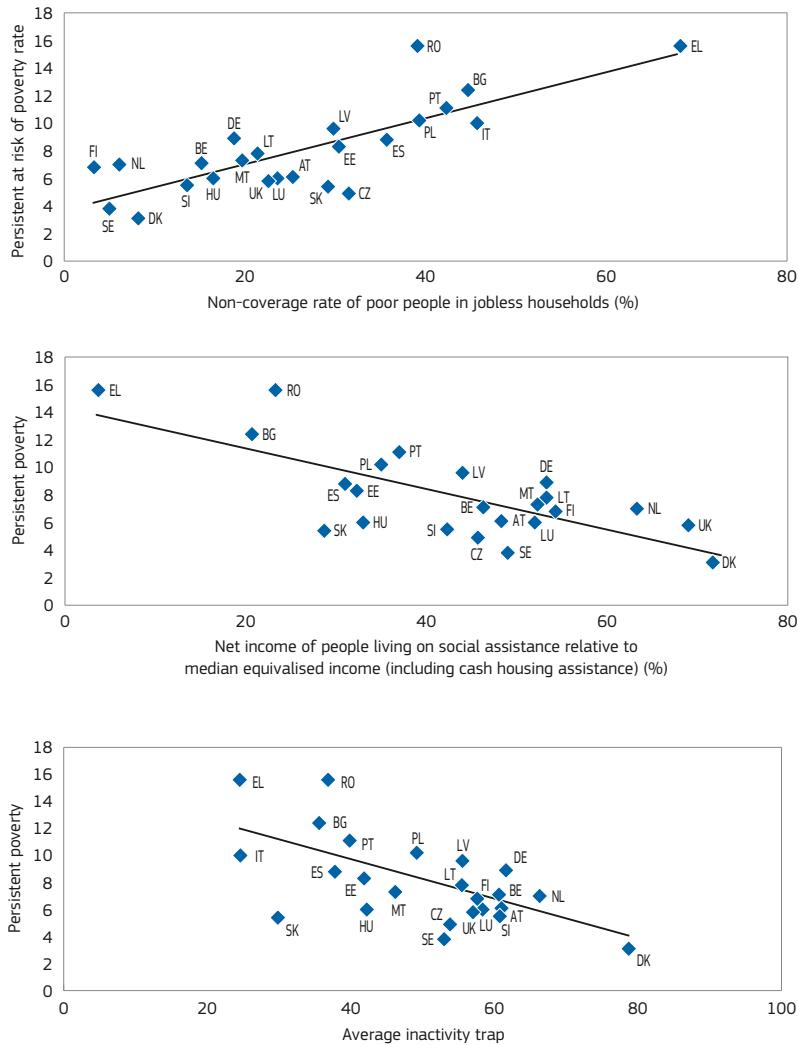 18
16
14
12
10
8
6
4
2
0
Persistent at risk of poverty rate
RO
EL
BG
PT
PL
IT
LV
DE
LT
EE
ES
FI
NL
BE
MT
AT
SI
HU
UK
LU
SK
CZ
SE
DK
0 20 40 60 80
Non-coverage rate of poor people in jobless households (%)
18
16
14
12
10
8
6
4
2
0
Persistent poverty
EL
RO
BG
PL
PT
LV
DE
ES
EE
MT
LT
BE
FI
NL
SK
HU
SI
AT
LU
UK
CZ
SE
DK
0 20 40 60 80
Net income of people living on social assistance relative to
median equivalised income (including cash housing assistance) (%)
18
16
14
12
10
8
6
4
2
0
Persistent poverty
EL
RO
BG
PT
IT
PL
LV
DE
ES
EE
LT
FI
BE
NL
MT
SK
HU
CZ
UK
LU
AT
SI
SE
DK
0 20 40 60 80 100
Average inactivity trap